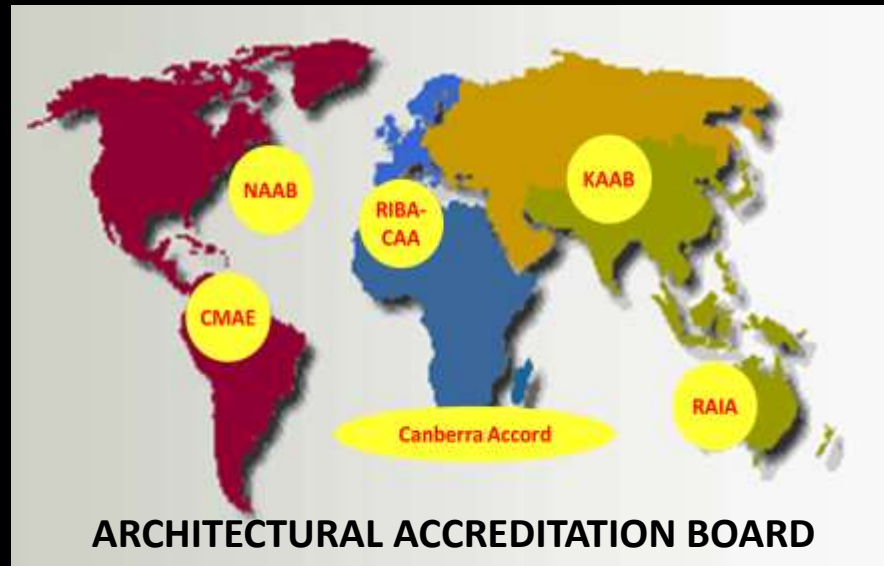 NAAB
KAAB
RIBA-
CAA
CMAE
RAIA
Canberra Accord
ARCHITECTURAL ACCREDITATION BOARD